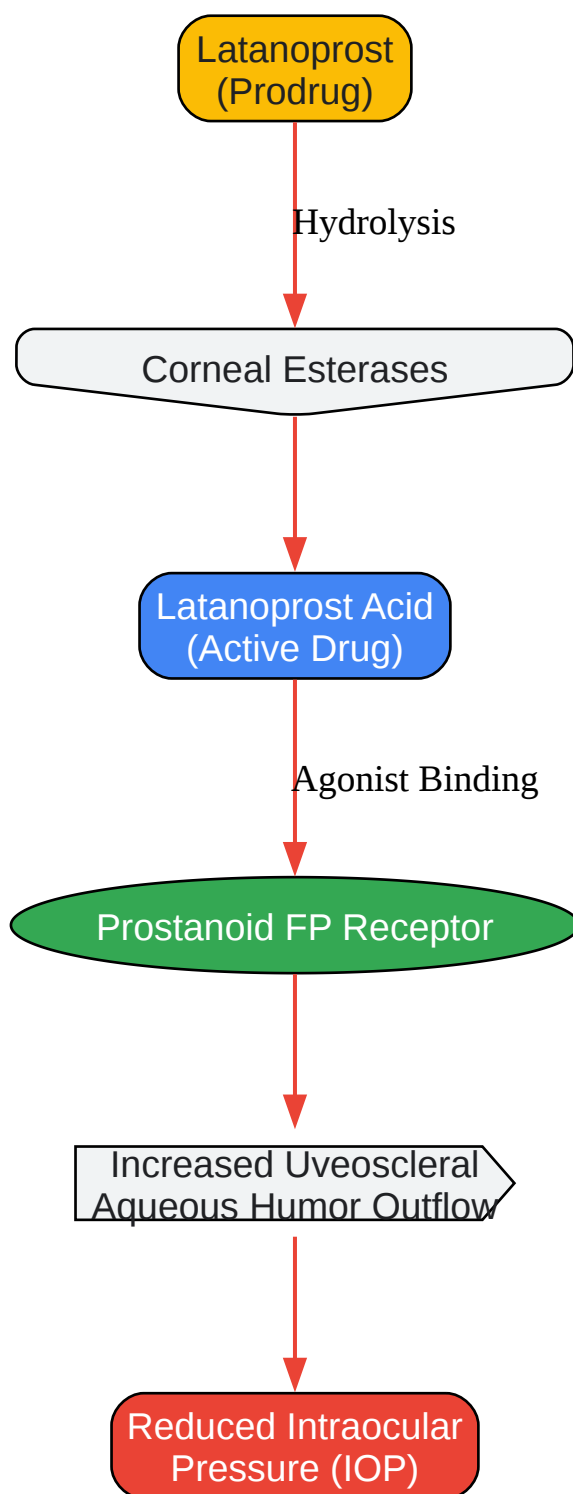 Latanoprost
(Prodrug)
Hydrolysis
Corneal Esterases
Latanoprost Acid
(Active Drug)
Agonist Binding
Prostanoid FP Receptor
Increased Uveoscleral
Aqueous Humor Outflow
Reduced Intraocular
Pressure (IOP)